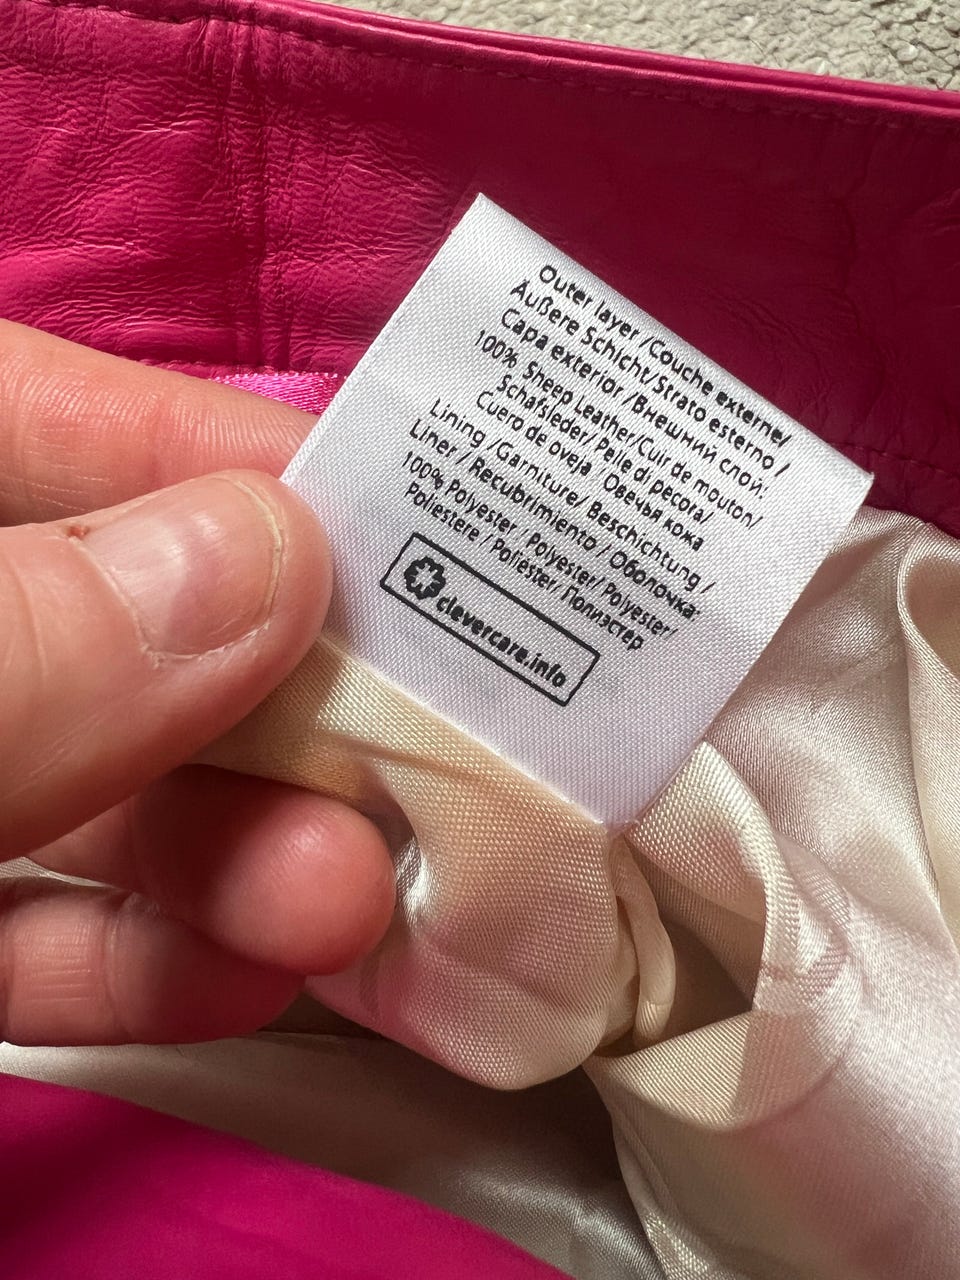 Outer layer /Couche externe/
Äußere Schicht/Strato esterno /
Capa exterior /Внешний слой:
100% Sheep Leather/Cuir de mouton/
Schafsleder/ Pelle di pecora/
Cuero de oveja / Овечья кожа
Lining /Garniture/ Beschichtung /
Liner / Recubrimiento / Оболочка:
100% Polyester / Polyester/ Polyester/
Poliestere / Poliester/ Полиэстер
clevercare.info